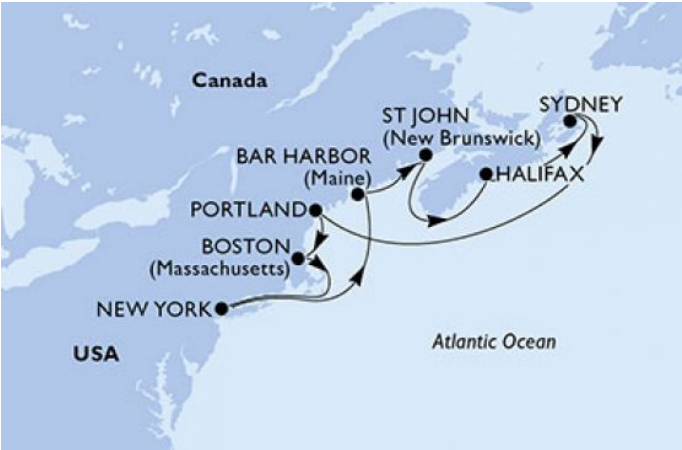 Canada
SYDNEY
ST JOHN
(New Brunswick)
BAR HARBOR
(Maine)
HALIFAX
PORTLAND
BOSTON
(Massachusetts)
NEW YORK
Atlantic Ocean
USA